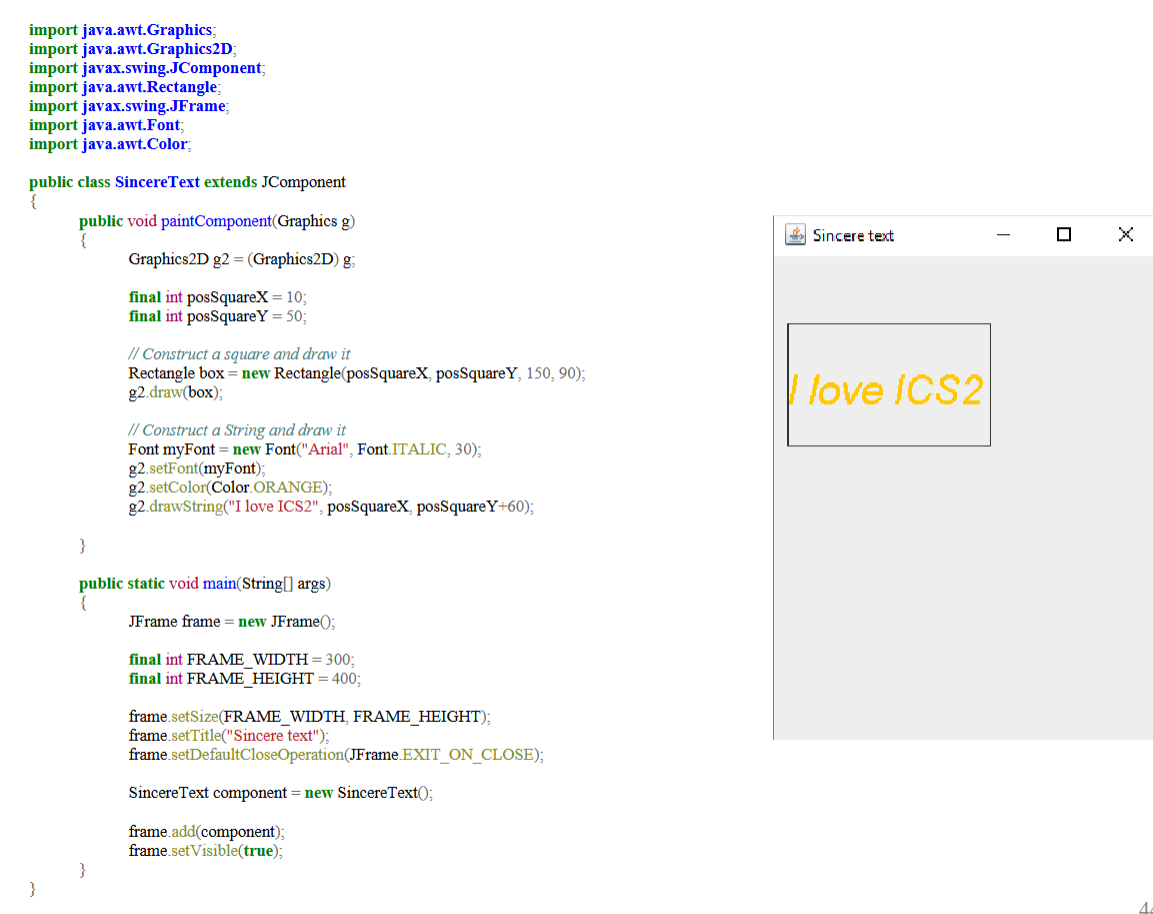 import java.awt.Graphics;
import java.awt.Graphics2D;
import javax.swing.JComponent;
import java.awt.Rectangle;
import javax.swing.JFrame;
import java.awt.Font;
import java.awt.Color;
public class SincereText extends JComponent
{
public void paintComponent(Graphics g)
{
Graphics2D g2 = (Graphics2D) g;
final int posSquareX = 10;
final int posSquareY = 50;
// Construct a square and draw it
Rectangle box = new Rectangle(posSquareX, posSquareY, 150, 90);
g2.draw(box);
// Construct a String and draw it
Font myFont = new Font("Arial", Font.ITALIC, 30);
g2.setFont(myFont);
g2.setColor(Color.ORANGE);
g2.drawString("I love ICS2", posSquareX, posSquareY+60);
}
public static void main(String[] args)
{
JFrame frame = new JFrame();
final int FRAME_WIDTH = 300;
final int FRAME_HEIGHT = 400;
frame.setSize(FRAME_WIDTH, FRAME_HEIGHT);
frame.setTitle("Sincere text");
frame.setDefaultCloseOperation(JFrame.EXIT_ON_CLOSE);
SincereText component = new SincereText();
frame.add(component);
frame.setVisible(true);
}
}
Sincere text
I love ICS2